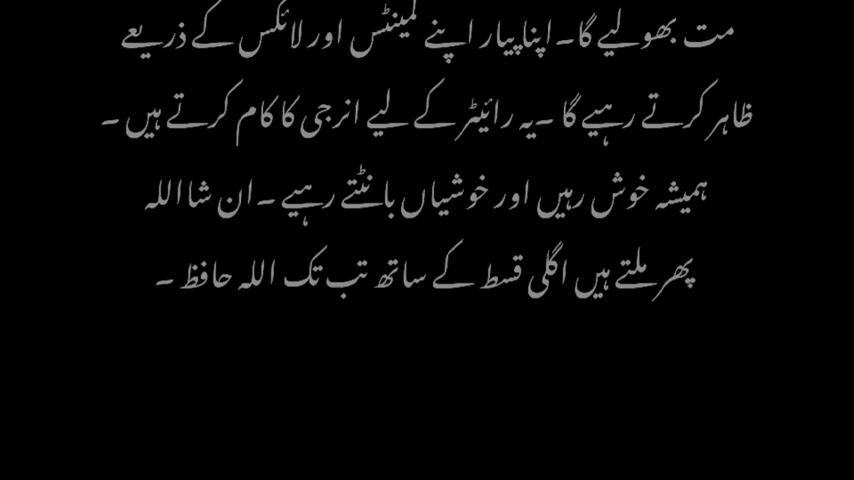 مت بھولیے گا۔ اپنا پیار اپنے کمینٹس اور لائکس کے ذریعے
ظاہر کرتے رہیے گا ۔یہ رائیٹر کے لیے انرجی کا کام کرتے ہیں ۔
ہمیشہ خوش رہیں اور خوشیاں بانٹتے رہیے ۔ان شااللہ
پھر ملتے ہیں اگلی قسط کے ساتھ تب تک اللہ حافظ ۔